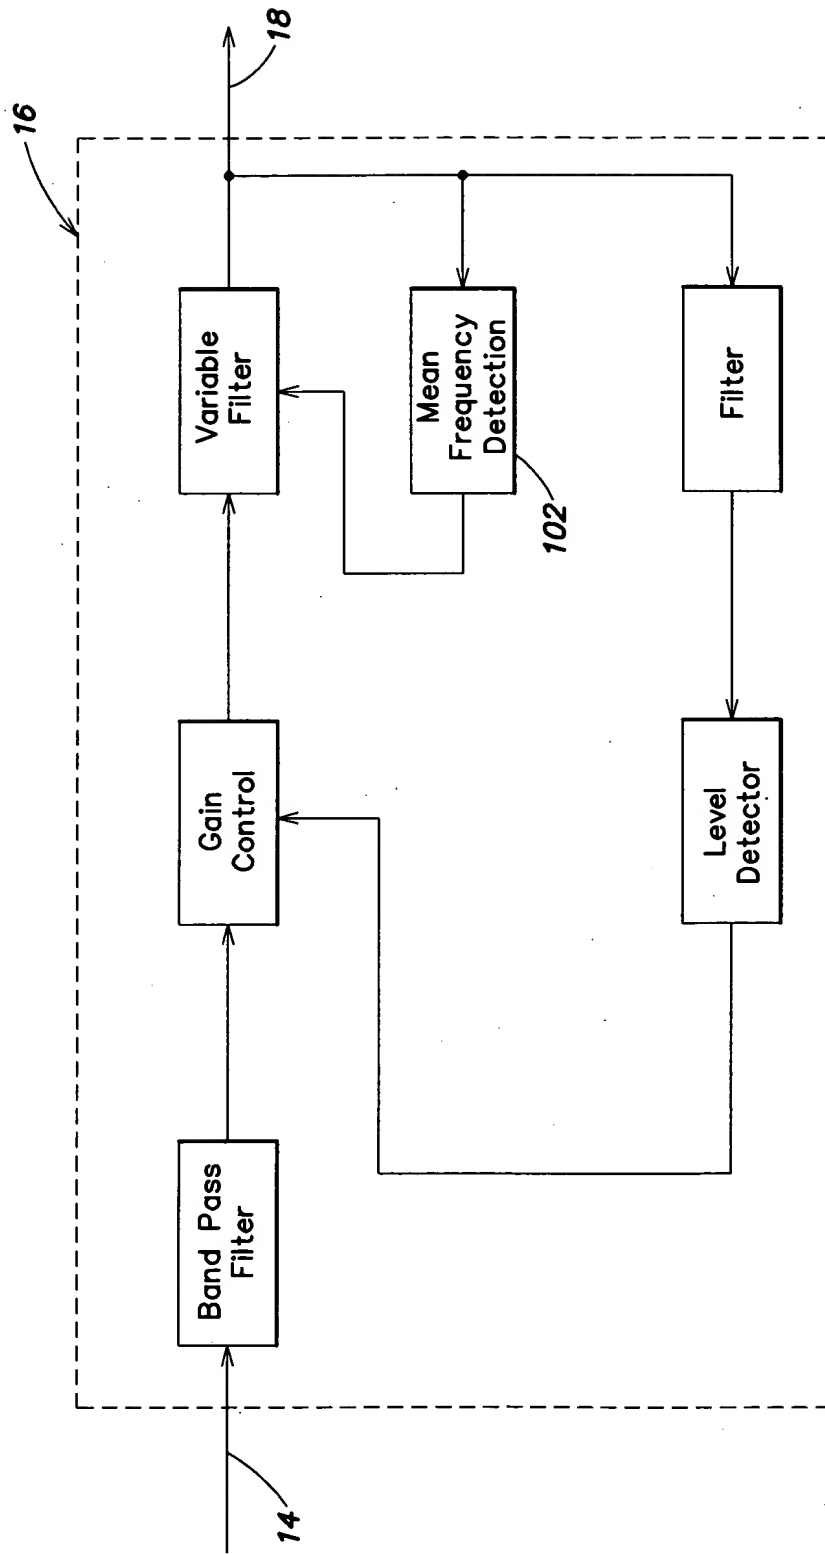 16
14
Band Pass
Filter
Gain
Control
Variable
Filter
18
Mean
Frequency
Detection
102
Level
Detector
Filter